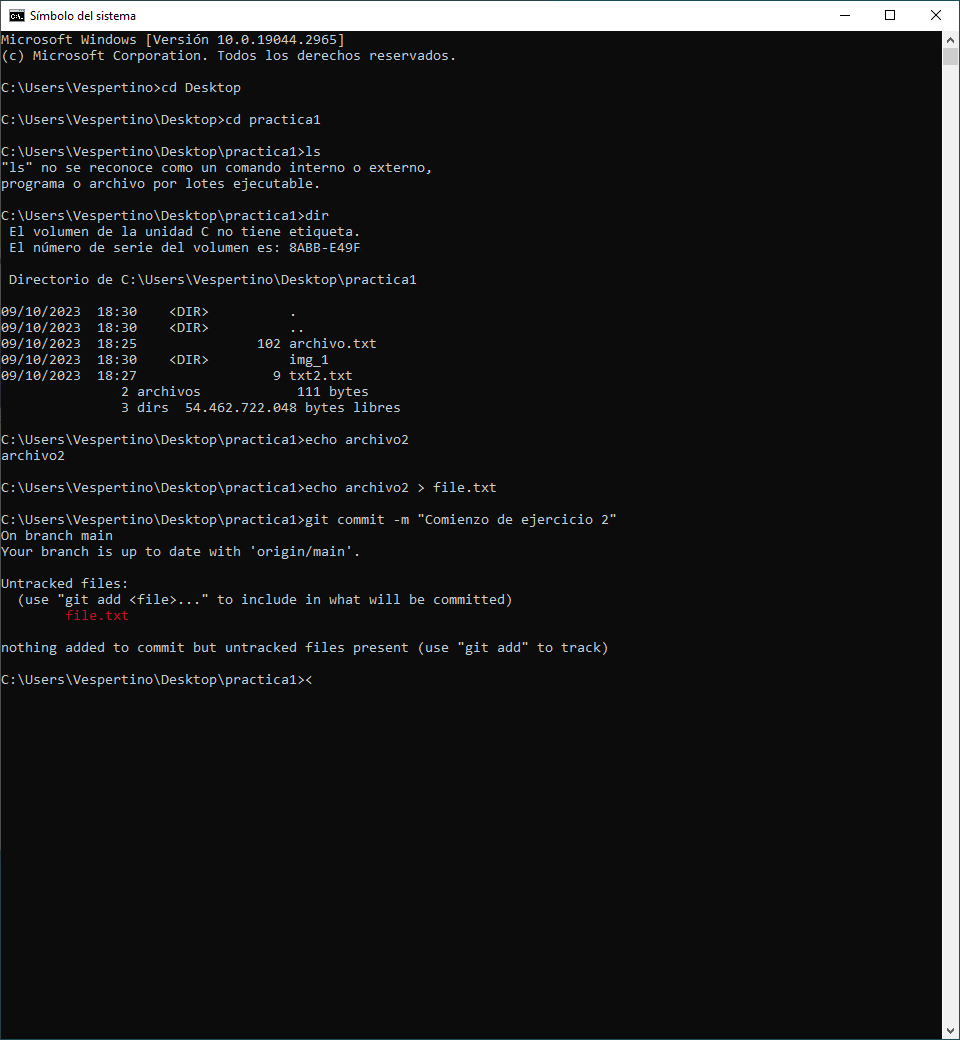 Símbolo del sistema
Microsoft Windows [Versión 10.0.19044.2965]
(c) Microsoft Corporation. Todos los derechos reservados.
C:\Users\Vespertino>cd Desktop
C:\Users\Vespertino\Desktop>cd practica1
C:\Users\Vespertino\Desktop\practica1>ls
"ls" no se reconoce como un comando interno o externo,
programa o archivo por lotes ejecutable.
C:\Users\Vespertino\Desktop\practica1>dir
 El volumen de la unidad C no tiene etiqueta.
 El número de serie del volumen es: 8ABB-E49F
 Directorio de C:\Users\Vespertino\Desktop\practica1
09/10/2023  18:30    <DIR>          .
09/10/2023  18:30    <DIR>          ..
09/10/2023  18:25               102 archivo.txt
09/10/2023  18:30    <DIR>          img_1
09/10/2023  18:27                 9 txt2.txt
               2 archivos            111 bytes
               3 dirs  54.462.722.048 bytes libres
C:\Users\Vespertino\Desktop\practica1>echo archivo2
archivo2
C:\Users\Vespertino\Desktop\practica1>echo archivo2 > file.txt
C:\Users\Vespertino\Desktop\practica1>git commit -m "Comienzo de ejercicio 2"
On branch main
Your branch is up to date with 'origin/main'.
Untracked files:
  (use "git add <file>..." to include in what will be committed)
        file.txt
nothing added to commit but untracked files present (use "git add" to track)
C:\Users\Vespertino\Desktop\practica1><